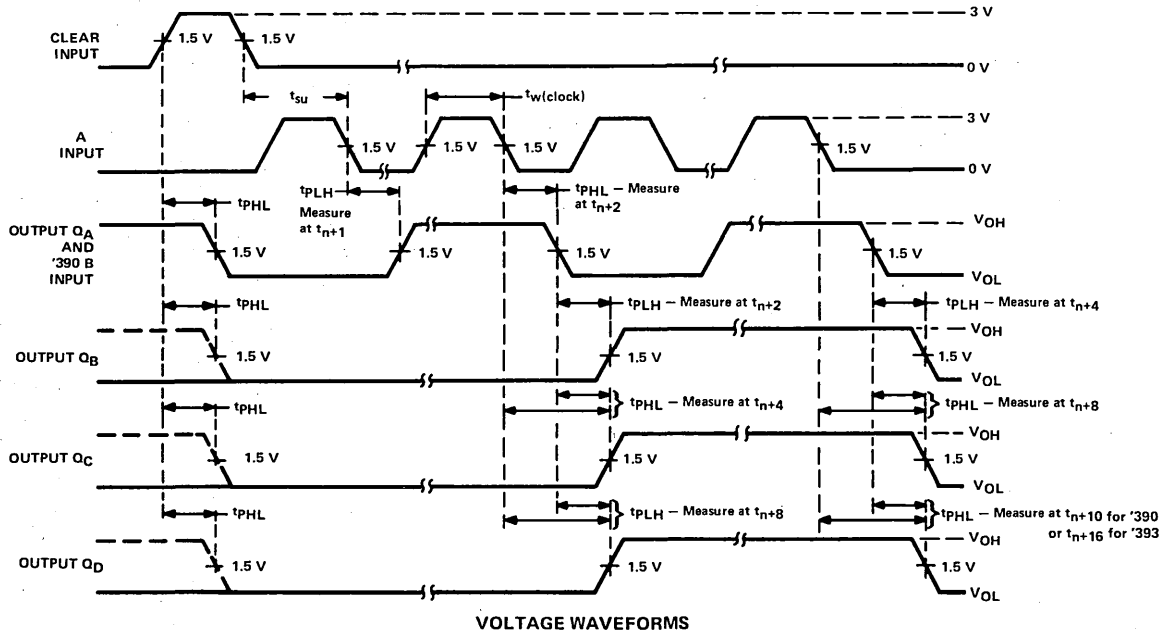 3 V
CLEAR
INPUT
1.5 V
1.5 V
0 V
tsu
tw(clock)
3 V
A
INPUT
1.5 V
1.5 V
1.5 V
1.5 V
0 V
tPHL
tPLH
Measure
at tn+1
tPHL – Measure
at tn+2
OUTPUT QA
AND
'390 B
INPUT
VOH
1.5 V
1.5 V
1.5 V
1.5 V
VOL
tPHL
tPLH – Measure at tn+2
tPLH – Measure at tn+4
VOH
OUTPUT QB
1.5 V
1.5 V
1.5 V
VOL
tPHL
tPHL – Measure at tn+4
tPHL – Measure at tn+8
VOH
OUTPUT QC
1.5 V
1.5 V
1.5 V
VOL
tPHL
tPLH – Measure at tn+8
tPHL – Measure at tn+10 for '390
or tn+16 for '393
VOH
OUTPUT QD
1.5 V
1.5 V
1.5 V
VOL
VOLTAGE WAVEFORMS